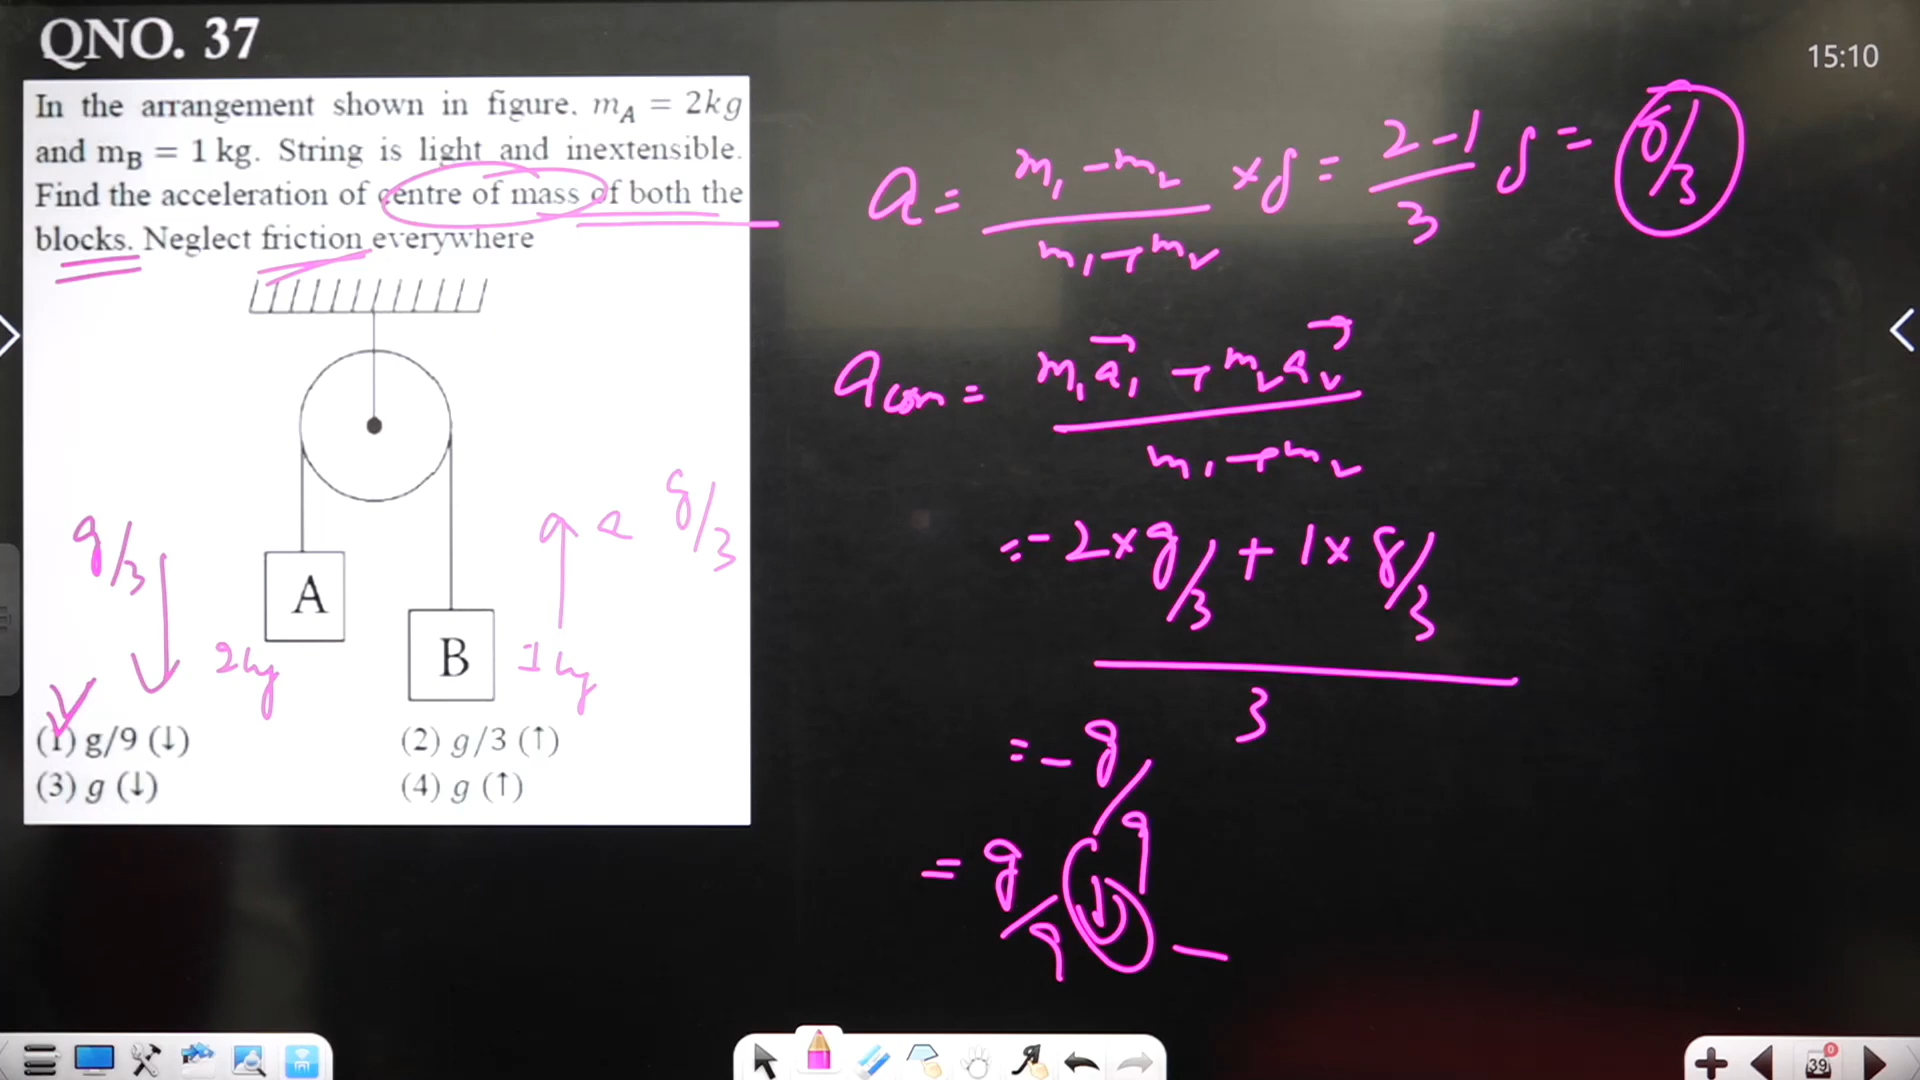 QNO. 37
15:10
In the arrangement shown in figure. m_A = 2kg
and m_B = 1 kg. String is light and inextensible.
Find the acceleration of centre of mass of both the
blocks. Neglect friction everywhere
A
B
g/3
2kg
1kg
a g/3
(1) g/9 (↓)
(2) g/3 (↑)
(3) g (↓)
(4) g (↑)
a = (m₁ - m₂)/(m₁ + m₂) × g = (2-1)/3 g = g/3
a_com = (m₁a⃗₁ + m₂a⃗₂)/(m₁ + m₂)
= (-2 × g/3 + 1 × g/3)/3
= - g/9
= g/9 (↓)
39
0